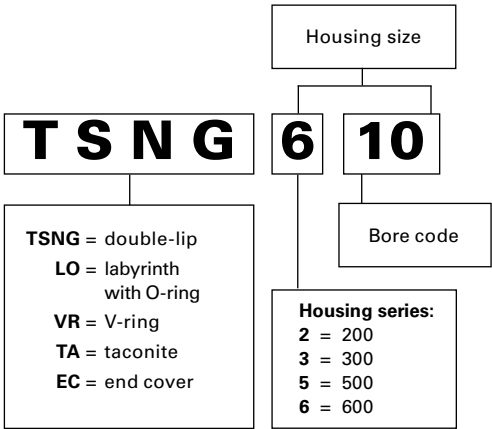 Housing size
TSNG 6 10
Bore code
TSNG = double-lip
LO = labyrinth
with O-ring
VR = V-ring
TA = taconite
EC = end cover
Housing series:
2 = 200
3 = 300
5 = 500
6 = 600